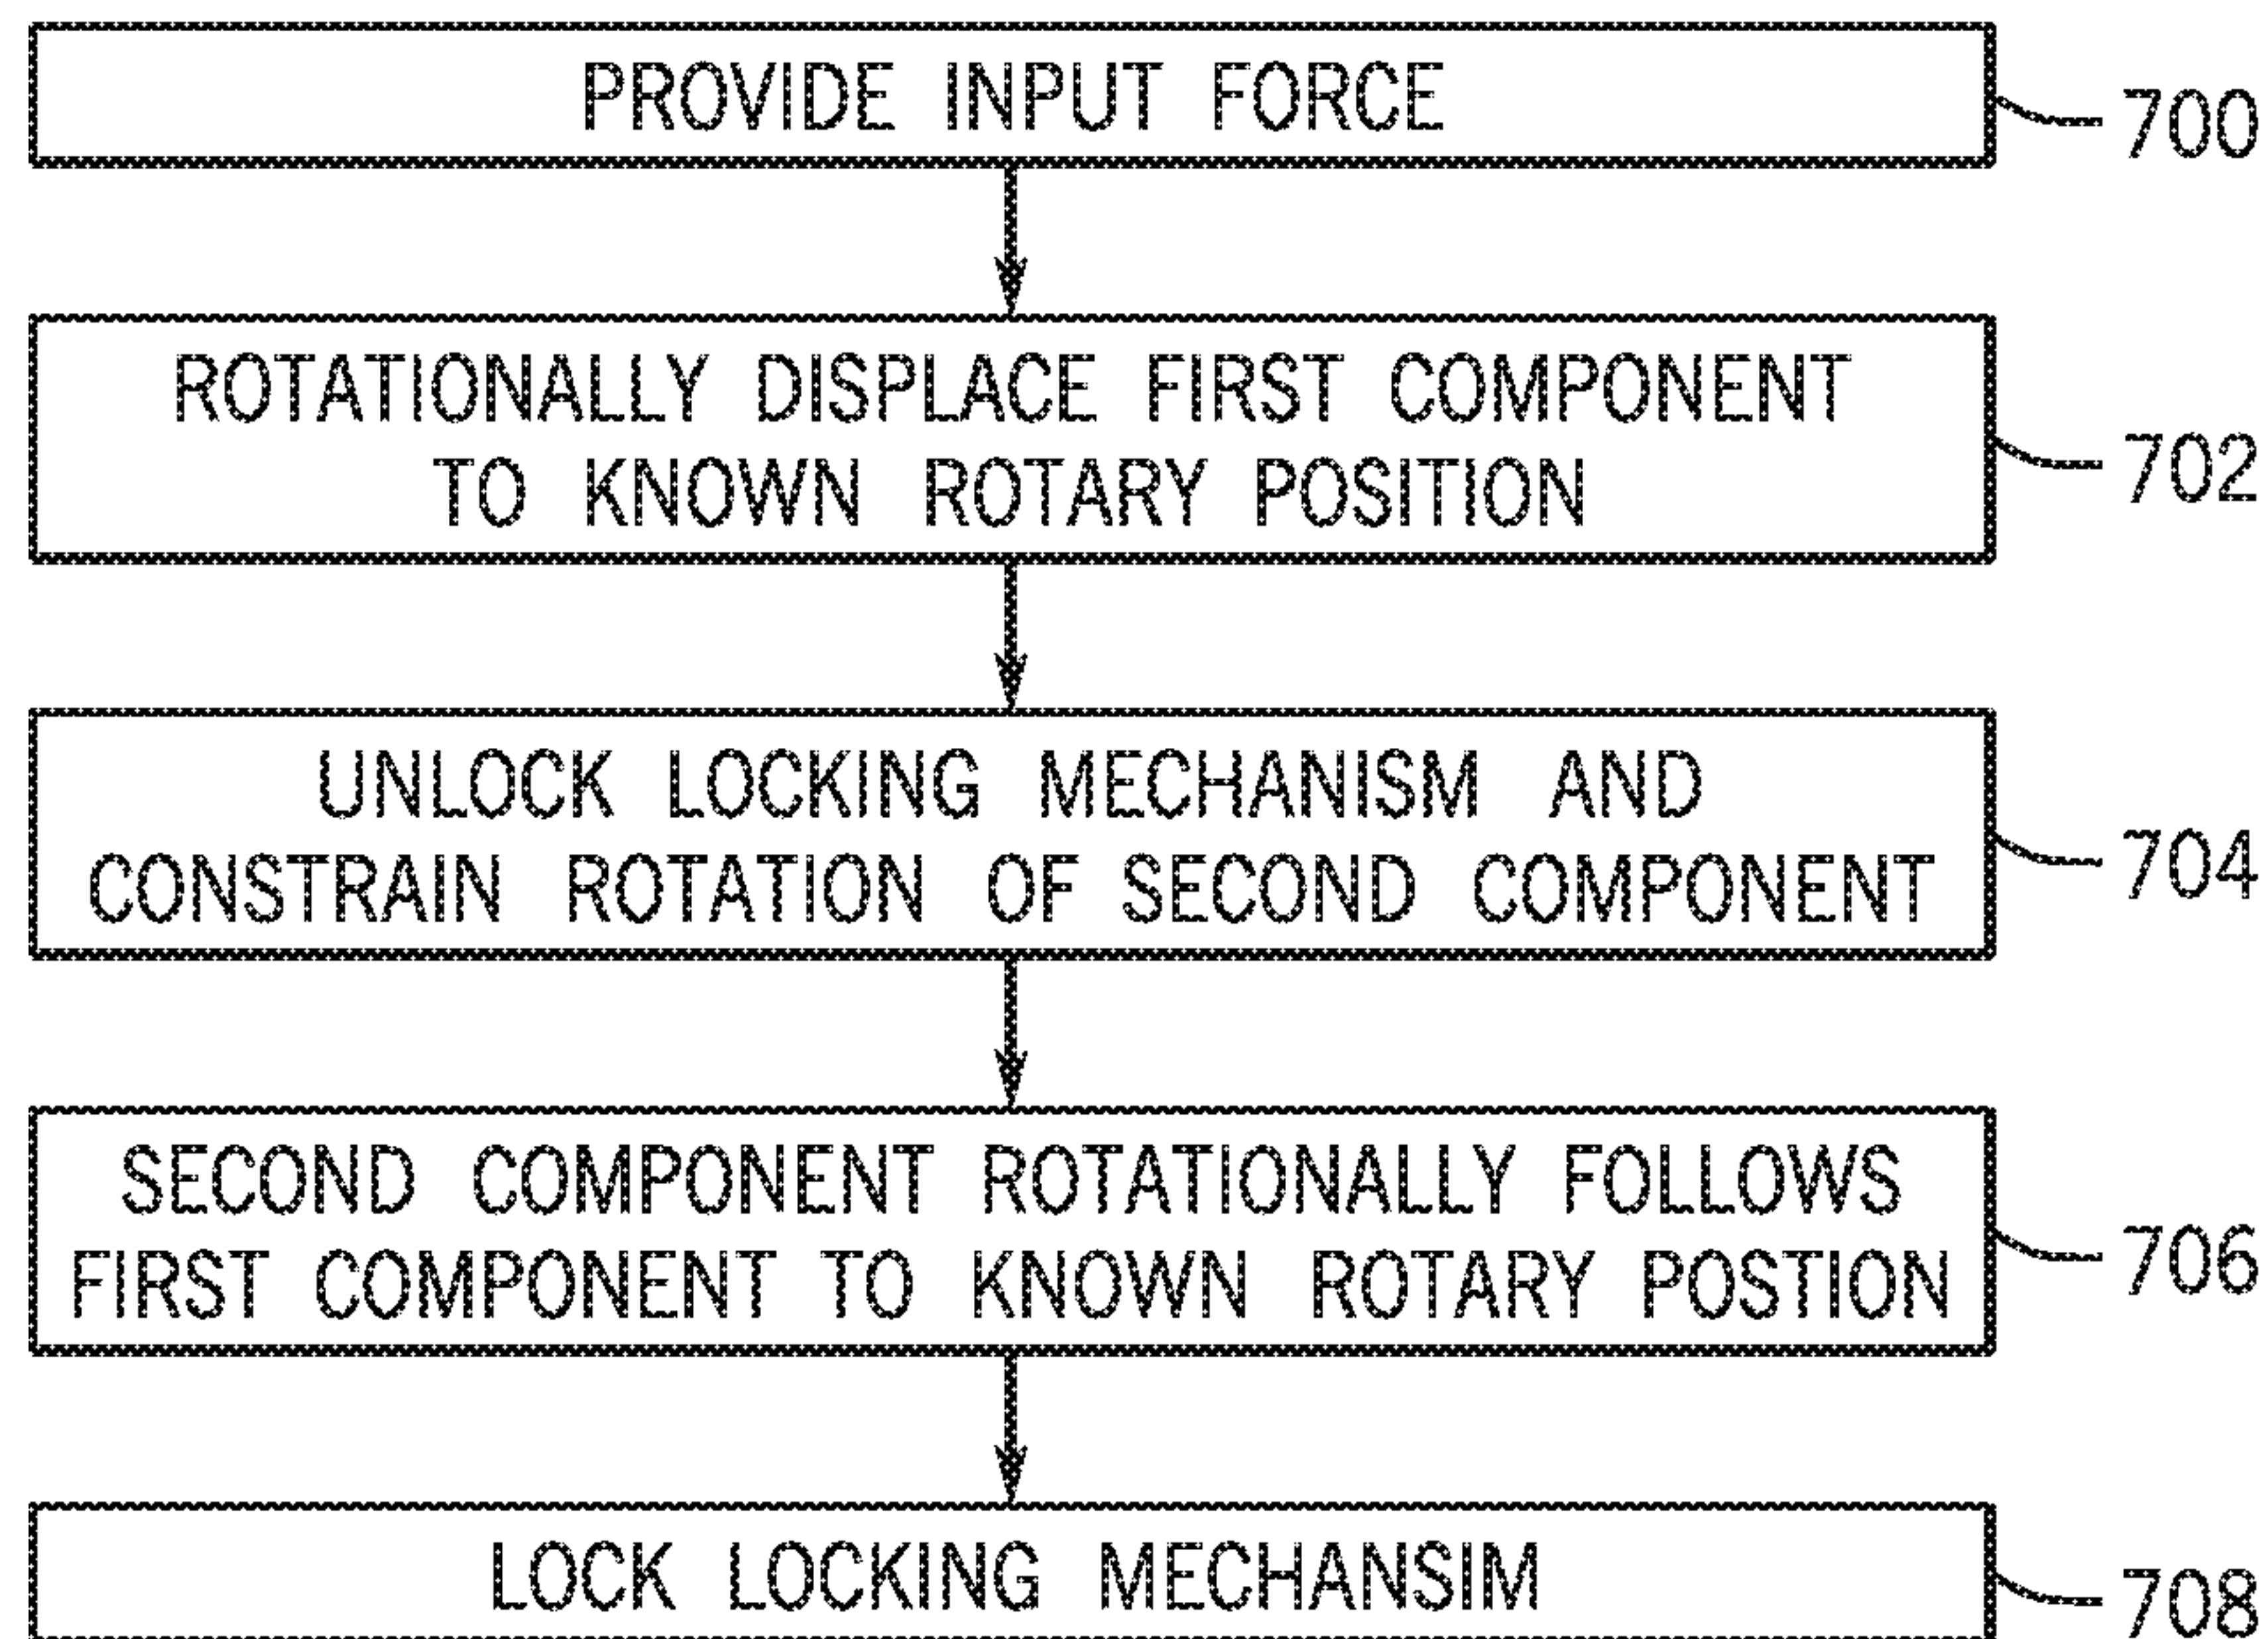 PROVIDE INPUT FORCE
700
ROTATIONALLY DISPLACE FIRST COMPONENT
TO KNOWN ROTARY POSITION
702
UNLOCK LOCKING MECHANISM AND
CONSTRAIN ROTATION OF SECOND COMPONENT
704
SECOND COMPONENT ROTATIONALLY FOLLOWS
FIRST COMPONENT TO KNOWN ROTARY POSTION
706
LOCK LOCKING MECHANSIM
708